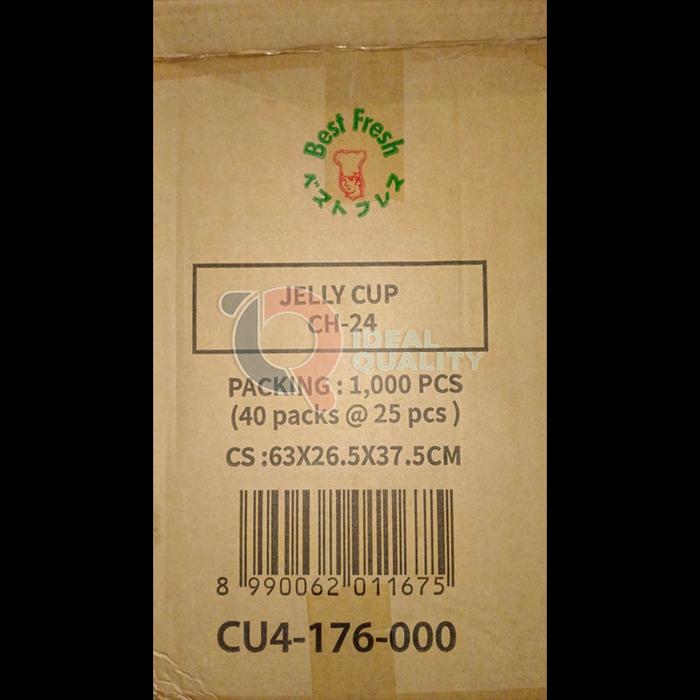 Best Fresh
ベストフレス
JELLY CUP
CH-24
IDEAL
QUALITY
PACKING : 1,000 PCS
(40 packs @ 25 pcs )
CS :63X26.5X37.5CM
8 990062 011675
CU4-176-000